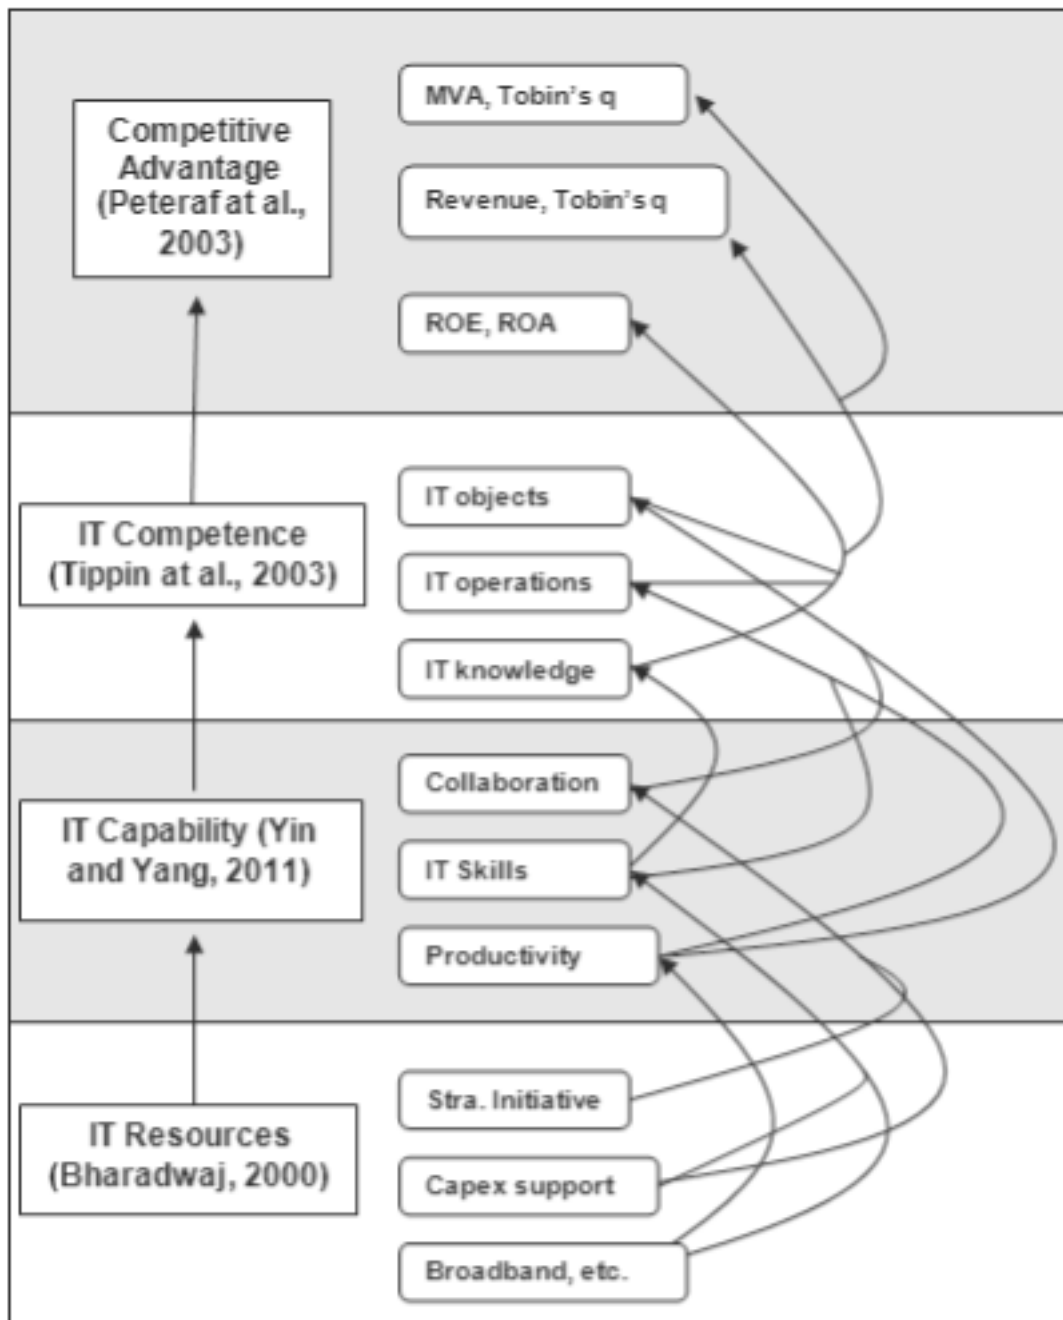 Competitive
Advantage
(Peteraf at al.,
2003)
MVA, Tobin's q
Revenue, Tobin's q
ROE, ROA
IT Competence
(Tippin at al., 2003)
IT objects
IT operations
IT knowledge
IT Capability (Yin
and Yang, 2011)
Collaboration
IT Skills
Productivity
IT Resources
(Bharadwaj, 2000)
Stra. Initiative
Capex support
Broadband, etc.